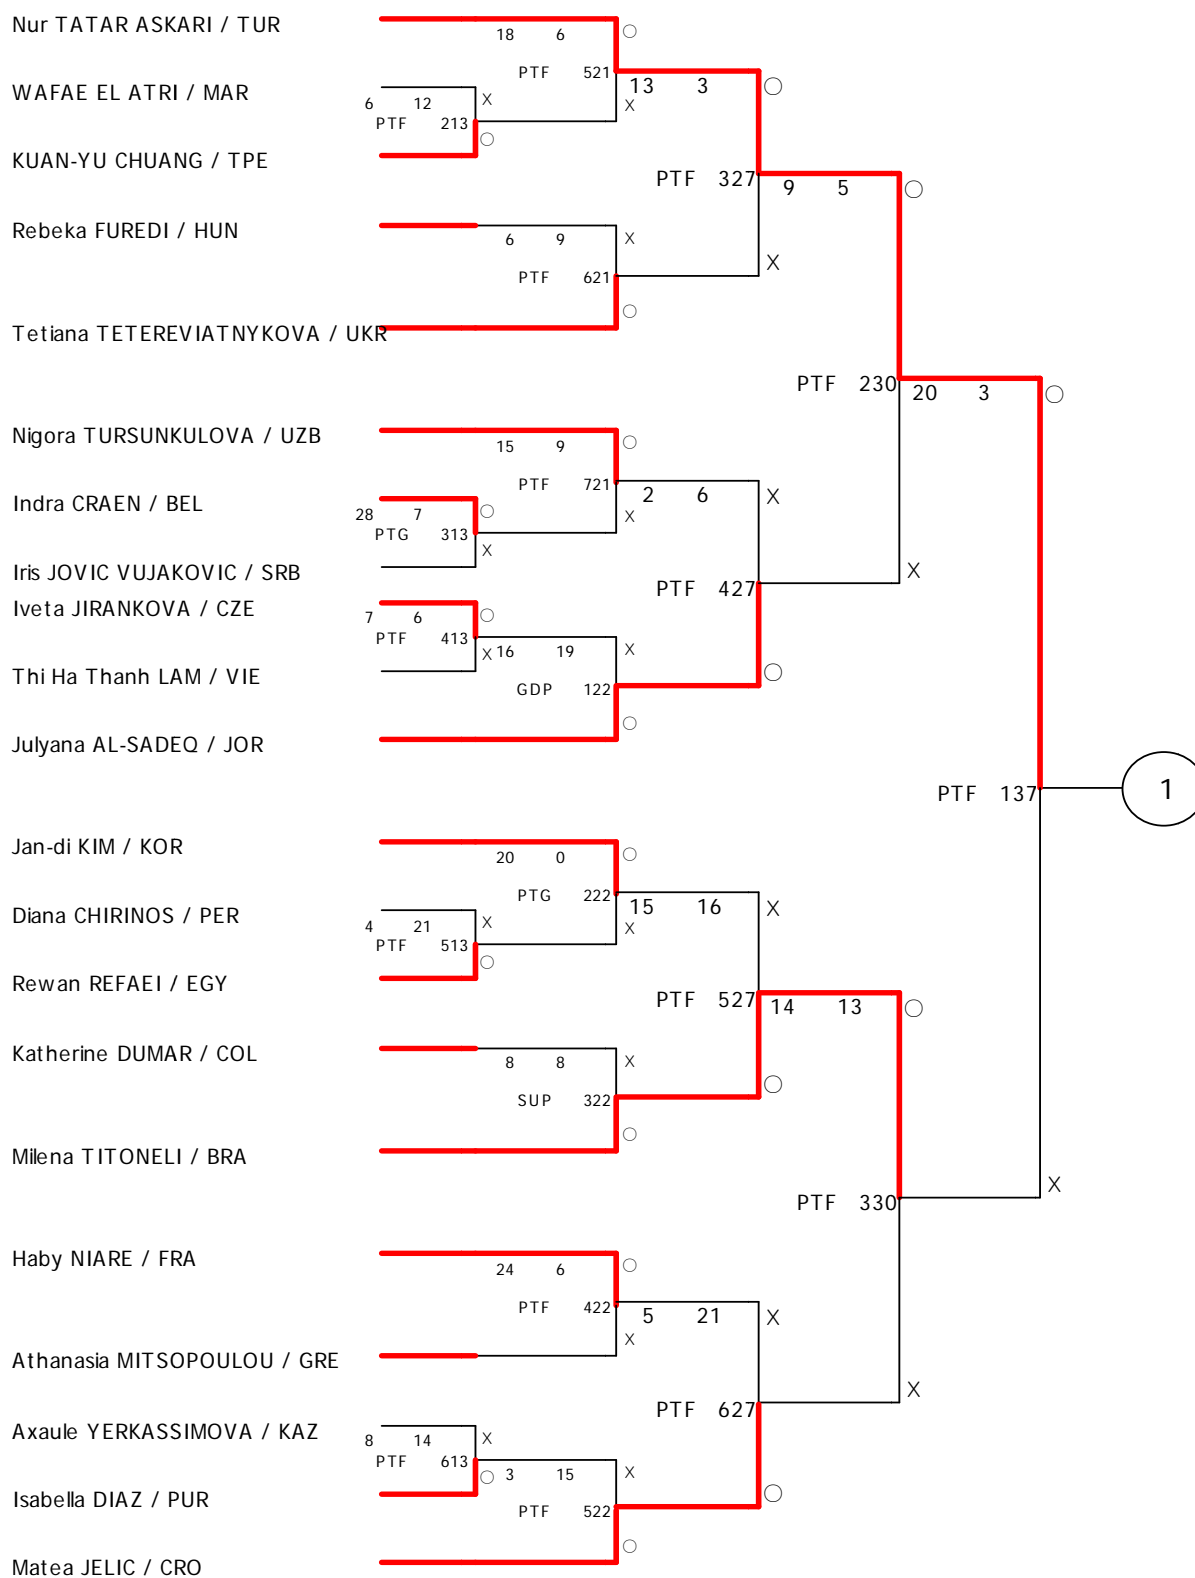 Nur TATAR ASKARI / TUR
18 6
PTF 521
13 3
WAFAE EL ATRI / MAR
6 12
X
X
PTF 213
KUAN-YU CHUANG / TPE
PTF 327
9 5
Rebeka FUREDI / HUN
6 9
X
X
PTF 621
Tetiana TETEREVIATNYKOVA / UKR
PTF 230
20 3
Nigora TURSUNKULOVA / UZB
15 9
PTF 721
2 6
X
Indra CRAEN / BEL
28 7
X
PTG 313
X
Iris JOVIC VUJAKOVIC / SRB
X
PTF 427
Iveta JIRANKOVA / CZE
7 6
PTF 413
X
16 19
X
Thi Ha Thanh LAM / VIE
GDP 122
Julyana AL-SADEQ / JOR
PTF 137
1
Jan-di KIM / KOR
20 0
PTG 222
15 16
X
Diana CHIRINOS / PER
4 21
X
X
PTF 513
Rewan REFAEI / EGY
PTF 527
14 13
Katherine DUMAR / COL
8 8
X
SUP 322
Milena TITONELI / BRA
X
PTF 330
Haby NIARE / FRA
24 6
PTF 422
5 21
X
X
Athanasia MITSOPOULOU / GRE
X
PTF 627
Axaule YERKASSIMOVA / KAZ
8 14
X
PTF 613
3 15
X
Isabella DIAZ / PUR
PTF 522
Matea JELIC / CRO